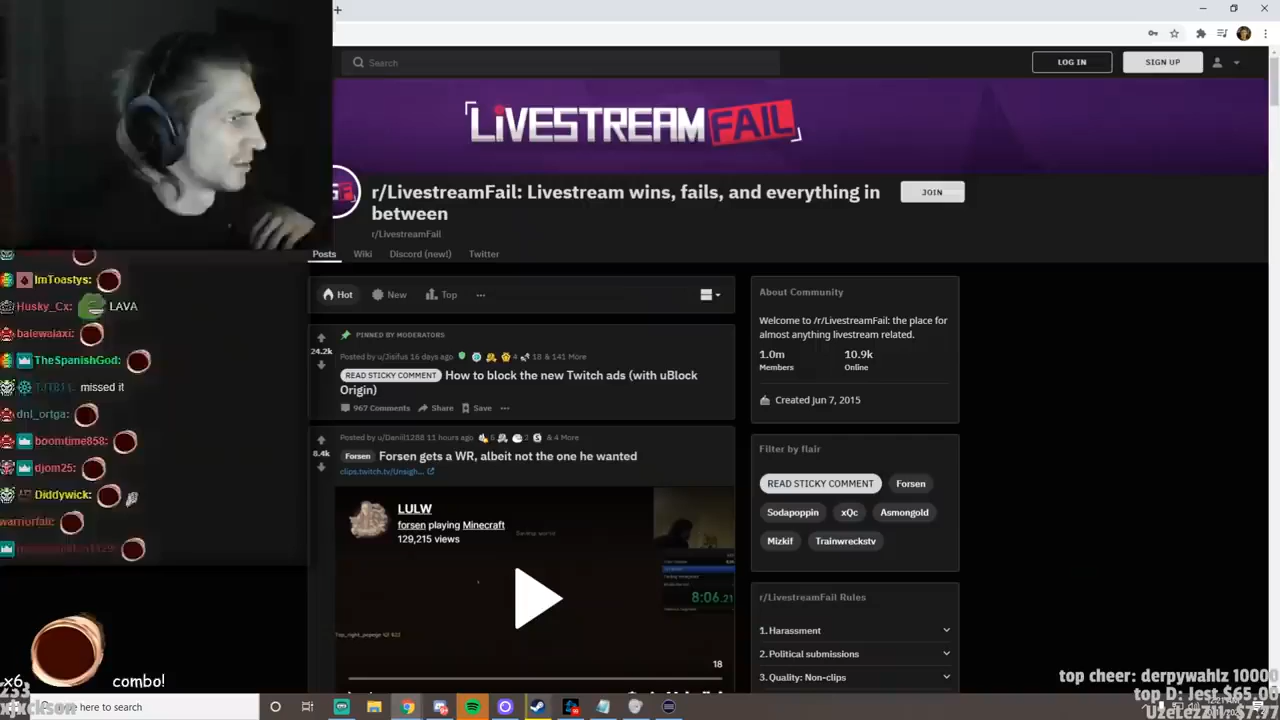 Search
LOG IN
SIGN UP
LIVESTREAMFAIL
r/LivestreamFail: Livestream wins, fails, and everything in
between
JOIN
r/LivestreamFail
Posts
Wiki
Discord (new!)
Twitter
ImToastys:
Husky_Cx: LAVA
TheSpanishGod:
missed it
dnl_ortga:
boomtime858:
djom25:
Diddywick:
x6
combo!
Hot
New
Top
PINNED BY MODERATORS
24.2k
Posted by u/Jisifus 16 days ago
4
18 & 141 More
READ STICKY COMMENT How to block the new Twitch ads (with uBlock
Origin)
967 Comments
Share
Save
Posted by u/Daniil1288 11 hours ago
6
2
& 4 More
8.4k
Forsen Forsen gets a WR, albeit not the one he wanted
clips.twitch.tv/Unsigh...
LULW
forsen playing Minecraft
129,215 views
8:06.21
18
About Community
Welcome to /r/LivestreamFail: the place for
almost anything livestream related.
1.0m
10.9k
Members
Online
Created Jun 7, 2015
Filter by flair
READ STICKY COMMENT
Forsen
Sodapoppin
xQc
Asmongold
Mizkif
Trainwreckstv
r/LivestreamFail Rules
1. Harassment
2. Political submissions
3. Quality: Non-clips
here to search
top cheer: derpywahlz 10000
top D: Jest $65.00